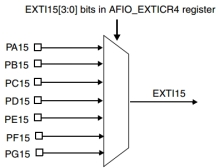 EXTI15[3:0] bits in AFIO_EXTICR4 register
PA15
PB15
PC15
PD15
PE15
PF15
PG15
EXTI15